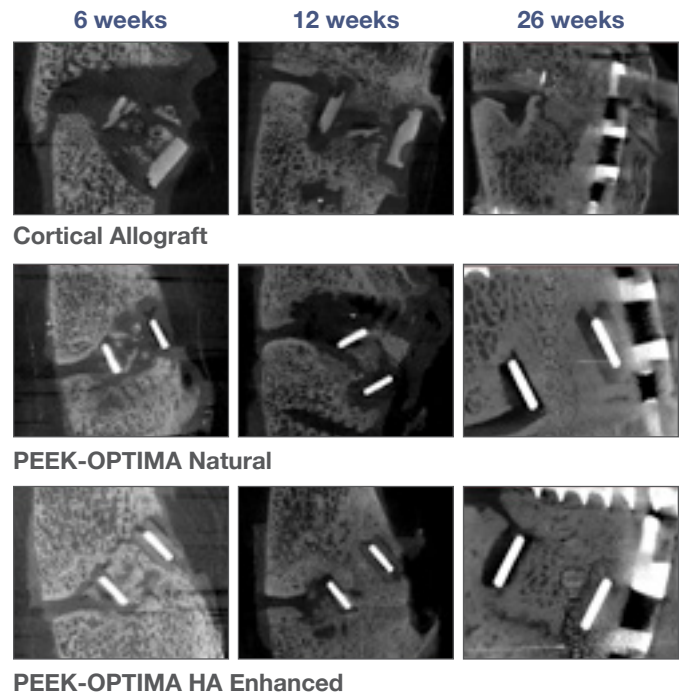 6 weeks 12 weeks 26 weeks
Cortical Allograft
PEEK-OPTIMA Natural
PEEK-OPTIMA HA Enhanced